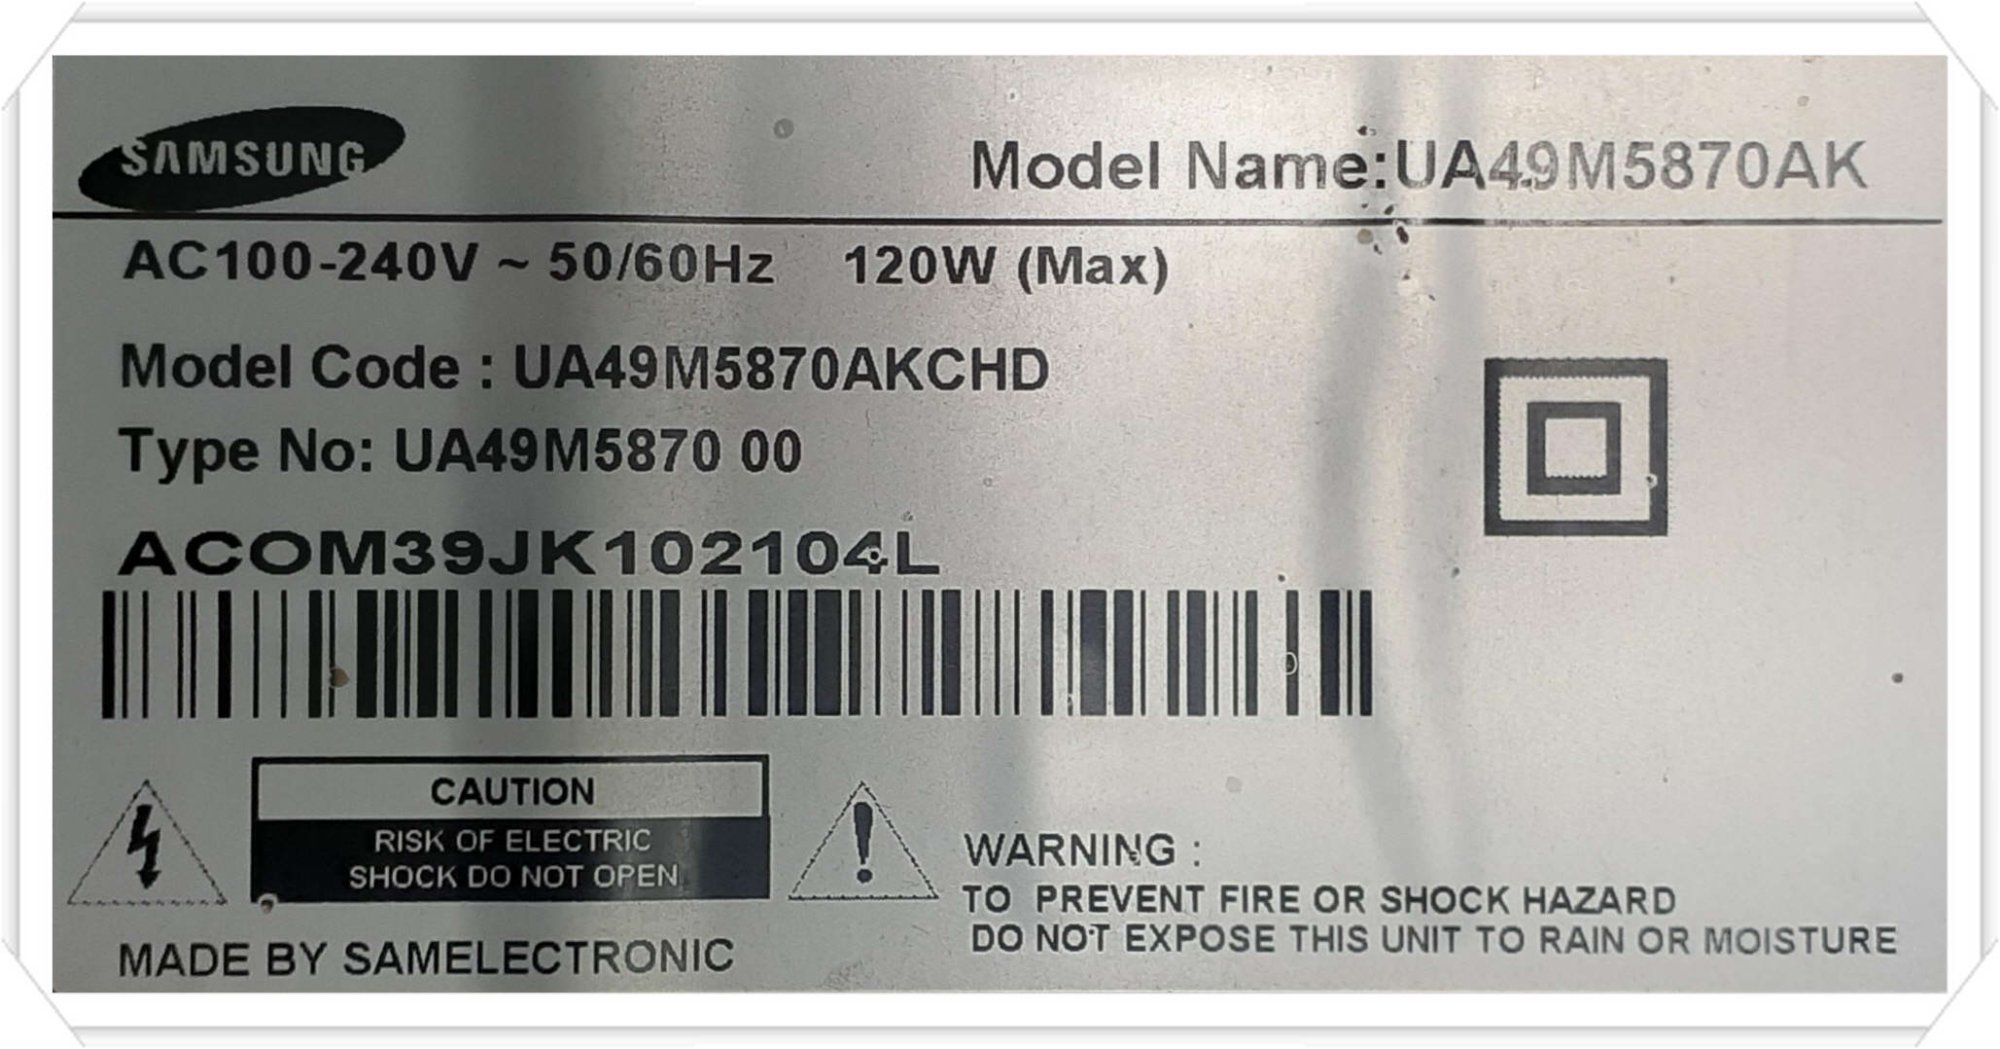 SAMSUNG
Model Name:UA49M5870AK
AC100-240V ~ 50/60Hz 120W (Max)
Model Code : UA49M5870AKCHD
Type No: UA49M5870 00
ACOM39JK102104L
CAUTION
RISK OF ELECTRIC
SHOCK DO NOT OPEN
WARNING :
TO PREVENT FIRE OR SHOCK HAZARD
DO NOT EXPOSE THIS UNIT TO RAIN OR MOISTURE
MADE BY SAMELECTRONIC